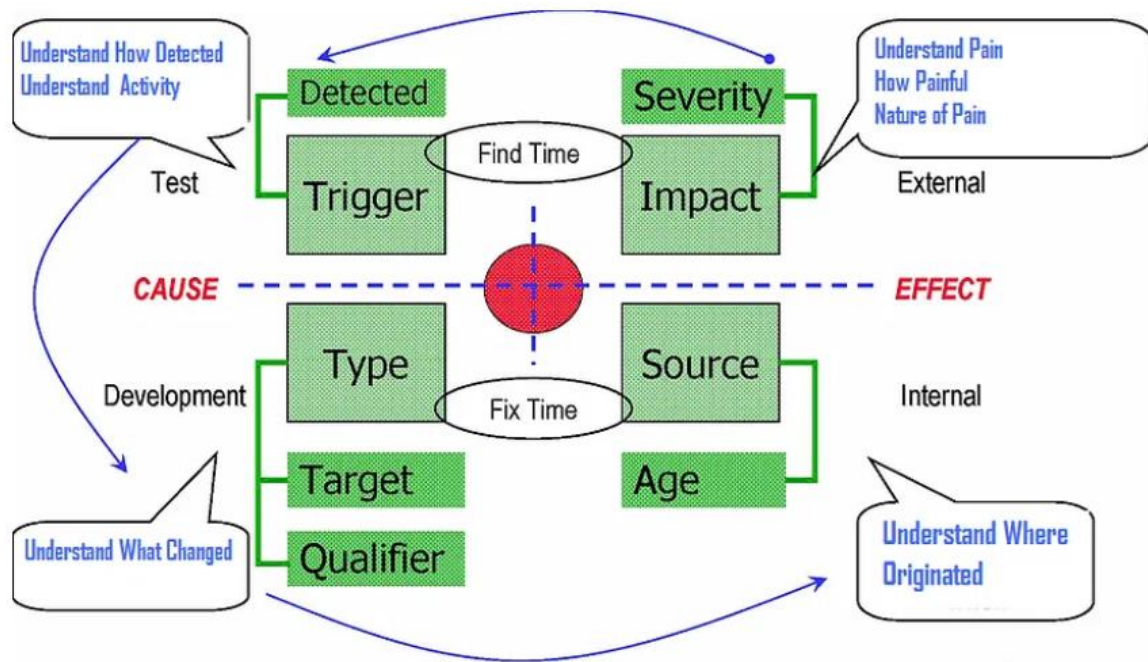 Understand How Detected
Understand Activity
Detected
Severity
Understand Pain
How Painful
Nature of Pain
Find Time
Test
Trigger
Impact
External
CAUSE
EFFECT
Development
Type
Source
Internal
Fix Time
Target
Age
Understand What Changed
Qualifier
Understand Where
Originated